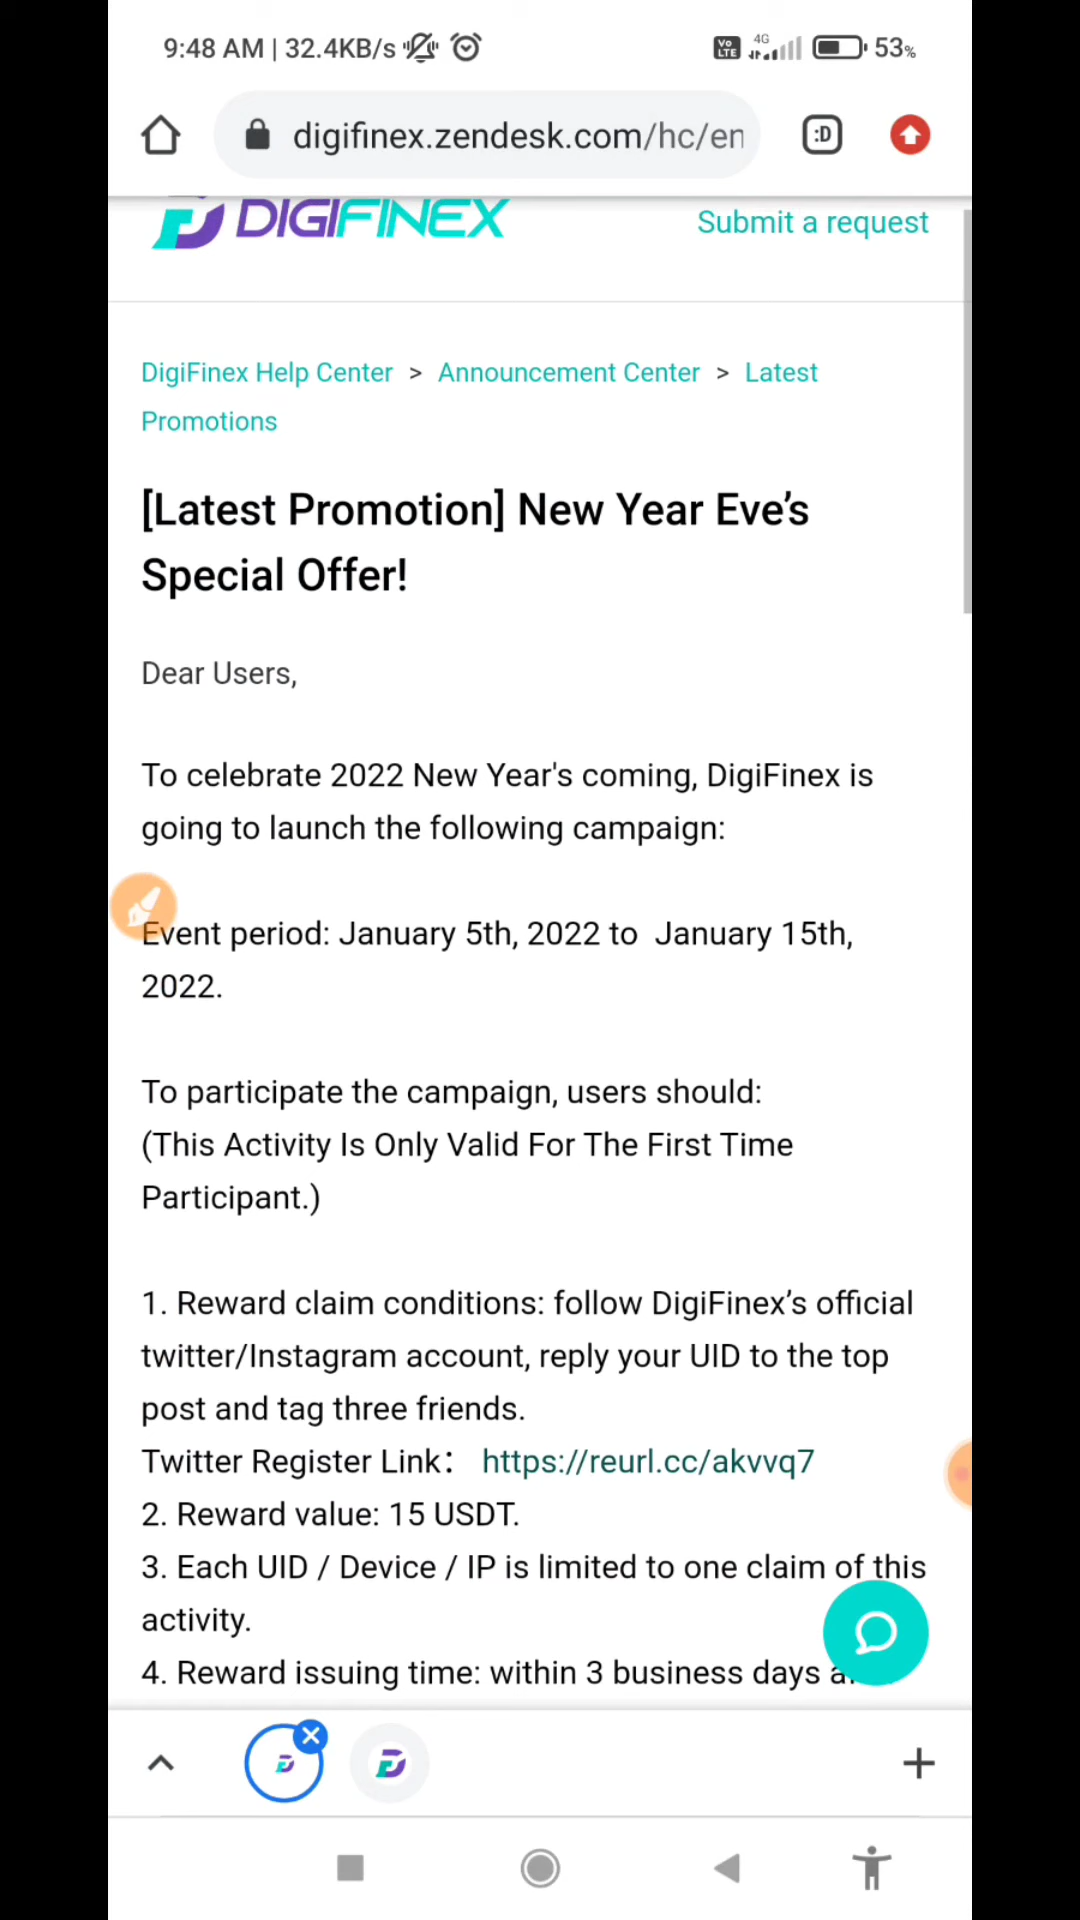 9:48 AM | 32.4KB/s
Vo LTE 4G 53%
digifinex.zendesk.com/hc/en
:D
DIGIFINEX
Submit a request
DigiFinex Help Center > Announcement Center > Latest
Promotions
[Latest Promotion] New Year Eve’s
Special Offer!
Dear Users,
To celebrate 2022 New Year's coming, DigiFinex is
going to launch the following campaign:
Event period: January 5th, 2022 to January 15th,
2022.
To participate the campaign, users should:
(This Activity Is Only Valid For The First Time
Participant.)
1. Reward claim conditions: follow DigiFinex’s official
twitter/Instagram account, reply your UID to the top
post and tag three friends.
Twitter Register Link： https://reurl.cc/akvvq7
2. Reward value: 15 USDT.
3. Each UID / Device / IP is limited to one claim of this
activity.
4. Reward issuing time: within 3 business days